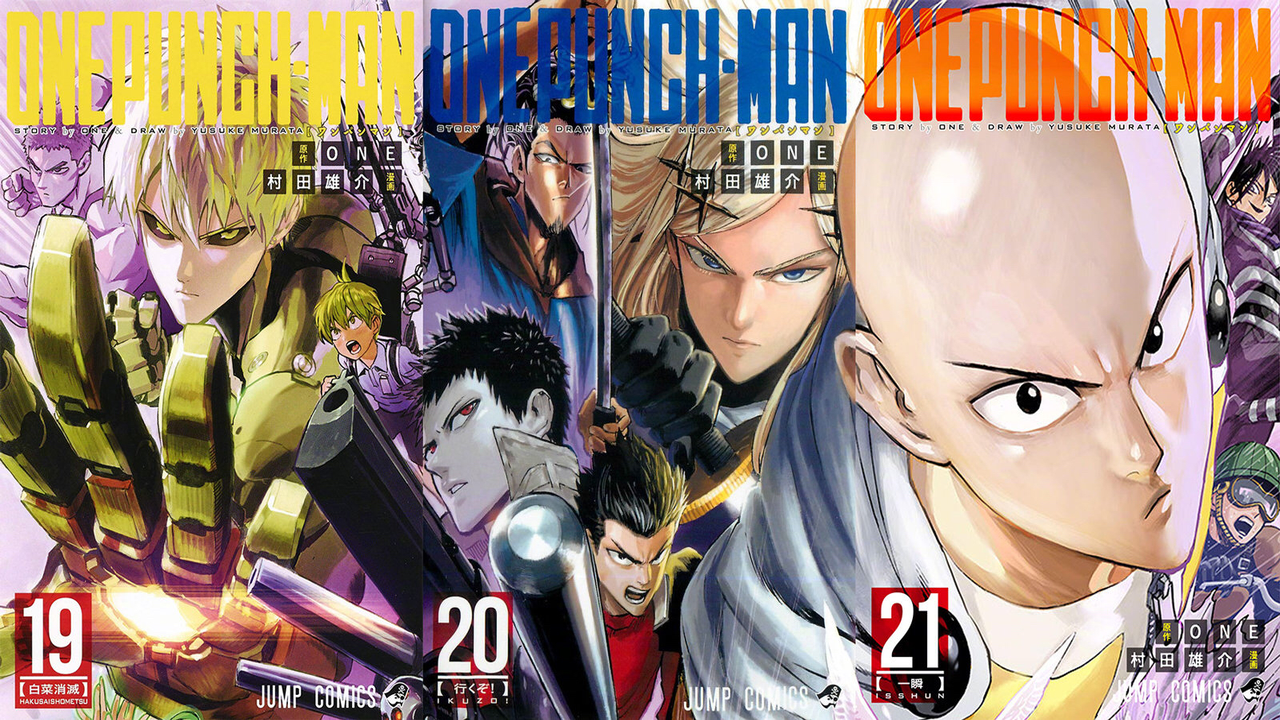 ONE PUNCH-MAN
STORY by ONE & DRAW by YUSUKE MURATA【ワンパンマン】
原作 ONE
村田雄介 漫画
19
【白菜消滅】
HAKUSAISHOMETSU
JUMP COMICS
ONE PUNCH-MAN
STORY by ONE & DRAW by YUSUKE MURATA【ワンパンマン】
原作 ONE
村田雄介 漫画
20
【行くぞ!】
IKUZO!
JUMP COMICS
ONE PUNCH-MAN
STORY by ONE & DRAW by YUSUKE MURATA【ワンパンマン】
21
【一瞬】
ISSHUN
原作 ONE
村田雄介 漫画
JUMP COMICS